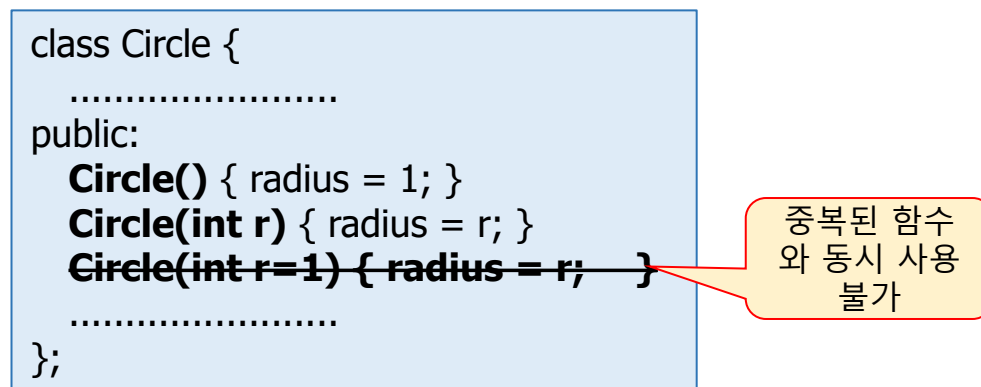 class Circle {
........................
public:
Circle() { radius = 1; }
Circle(int r) { radius = r; }
Circle(int r=1) { radius = r; }
........................
};
중복된 함수
와 동시 사용
불가